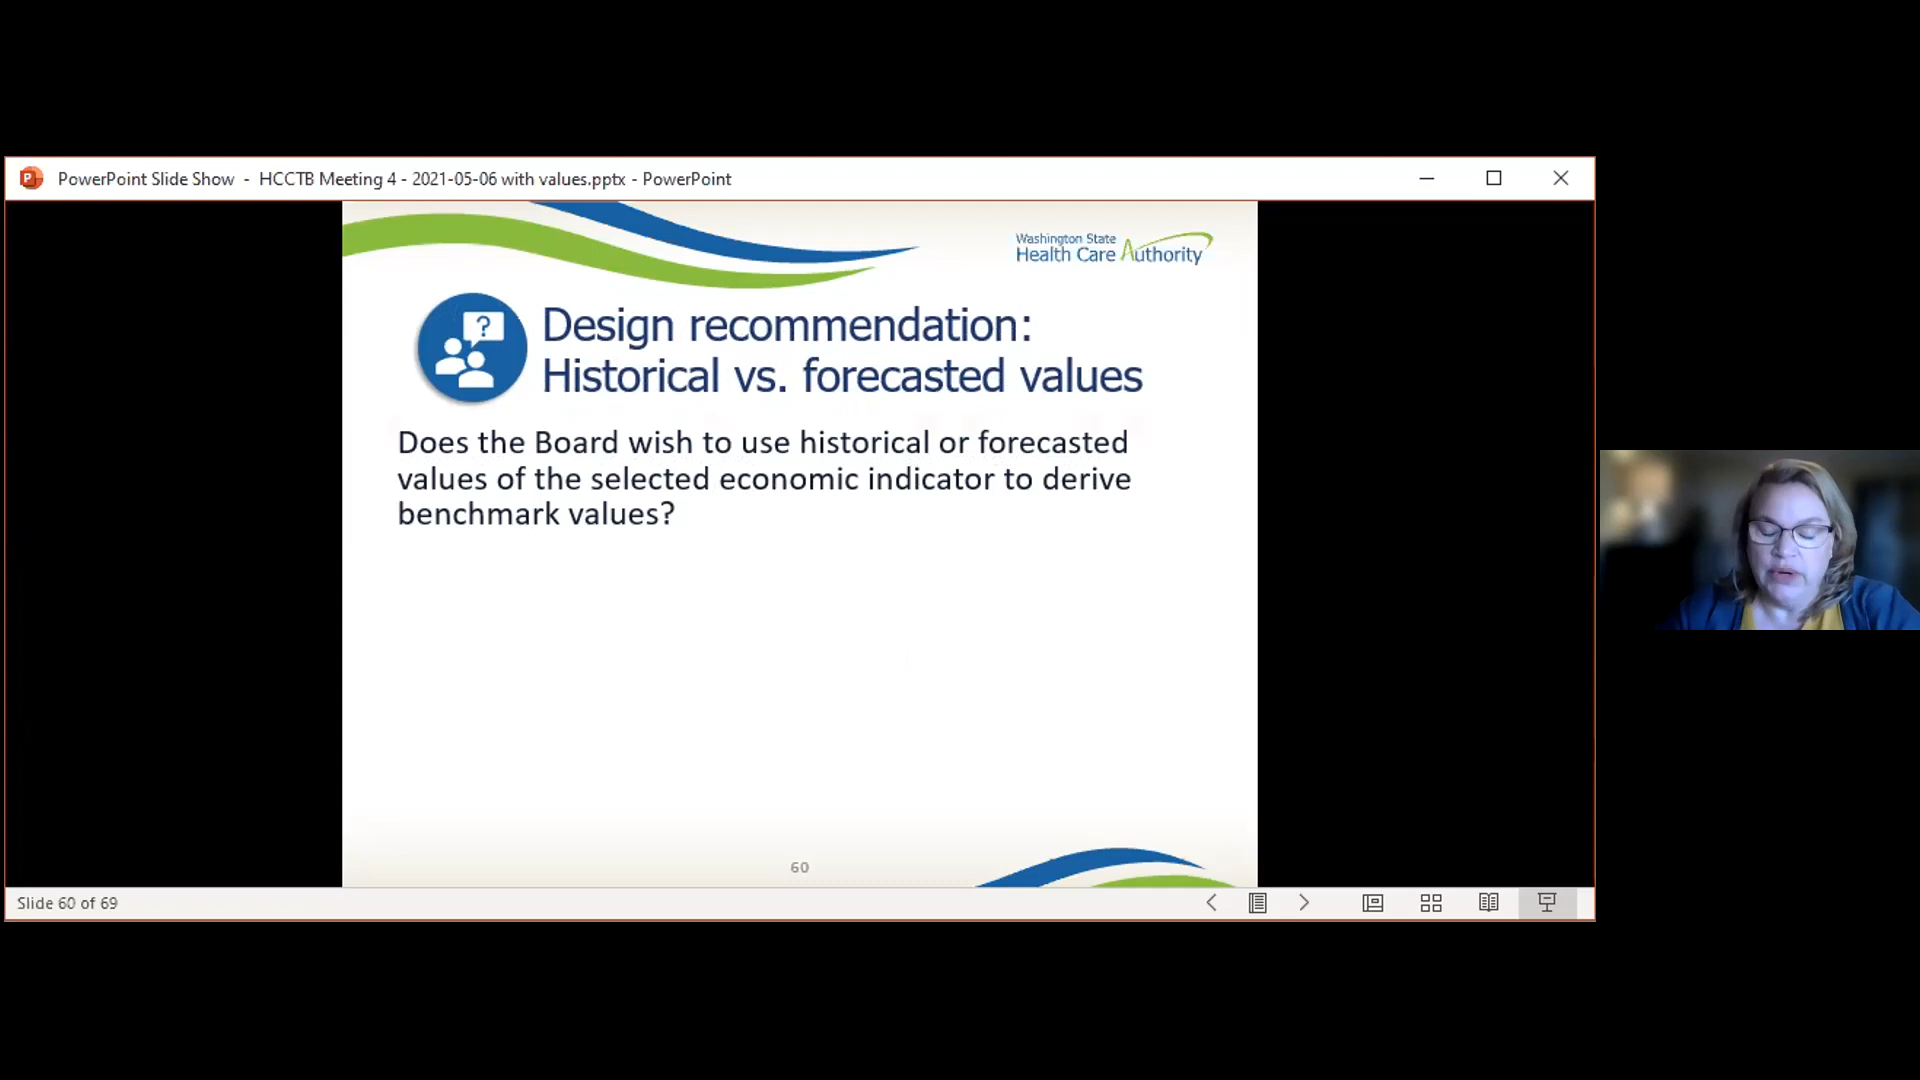 PowerPoint Slide Show - HCCTB Meeting 4 - 2021-05-06 with values.pptx - PowerPoint
Washington State
Health Care Authority
?
Design recommendation:
Historical vs. forecasted values
Does the Board wish to use historical or forecasted
values of the selected economic indicator to derive
benchmark values?
60
Slide 60 of 69